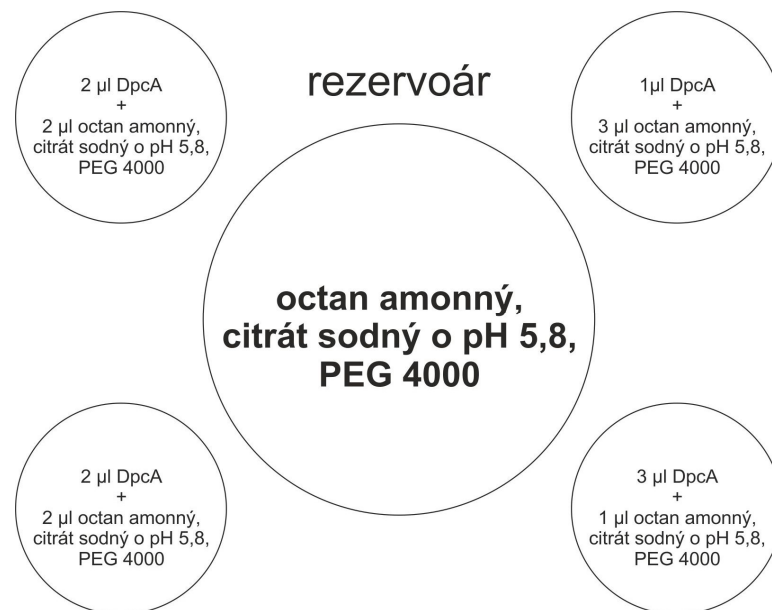 2 µl DpcA
+
2 µl octan amonný,
citrát sodný o pH 5,8,
PEG 4000
rezervoár
1µl DpcA
+
3 µl octan amonný,
citrát sodný o pH 5,8,
PEG 4000
octan amonný,
citrát sodný o pH 5,8,
PEG 4000
2 µl DpcA
+
2 µl octan amonný,
citrát sodný o pH 5,8,
PEG 4000
3 µl DpcA
+
1 µl octan amonný,
citrát sodný o pH 5,8,
PEG 4000